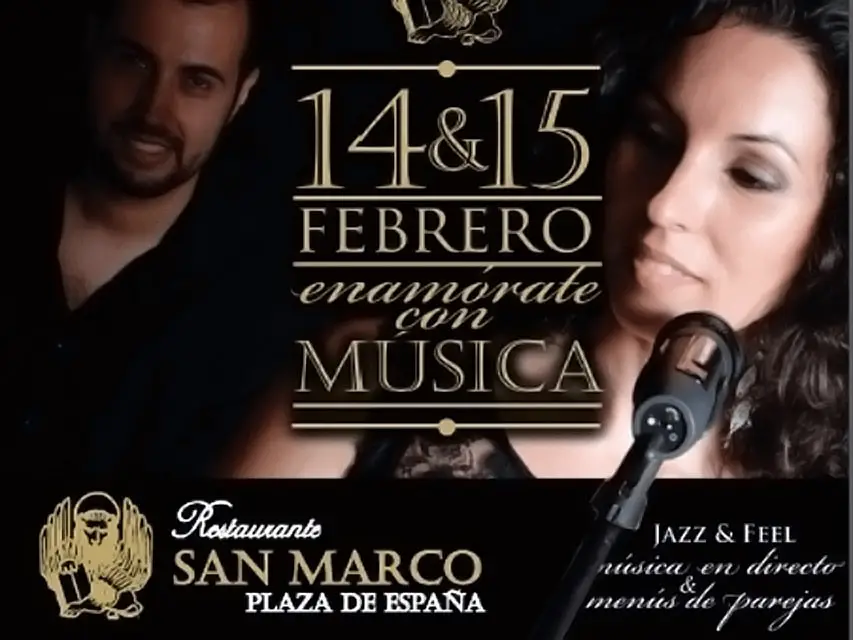 14&15
FEBRERO
enamórate
con
MÚSICA
Restaurante
SAN MARCO
PLAZA DE ESPAÑA
JAZZ & FEEL
música en directo
&
menús de parejas